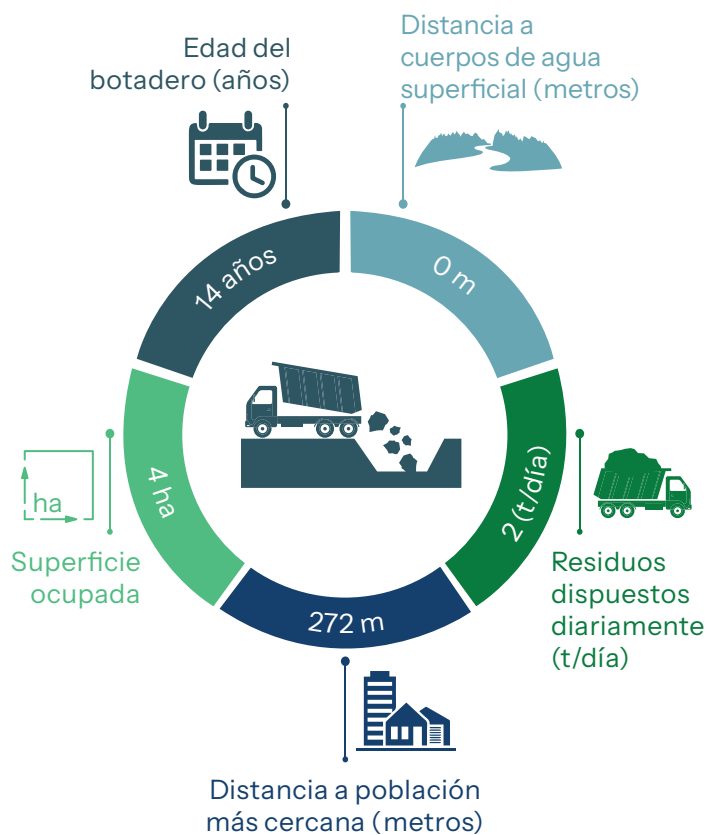 Edad del
botadero (años)
Distancia a
cuerpos de agua
superficial (metros)
14 años
0 m
4 ha
2 (t/día)
272 m
ha
Superficie
ocupada
Residuos
dispuestos
diariamente
(t/día)
Distancia a población
más cercana (metros)